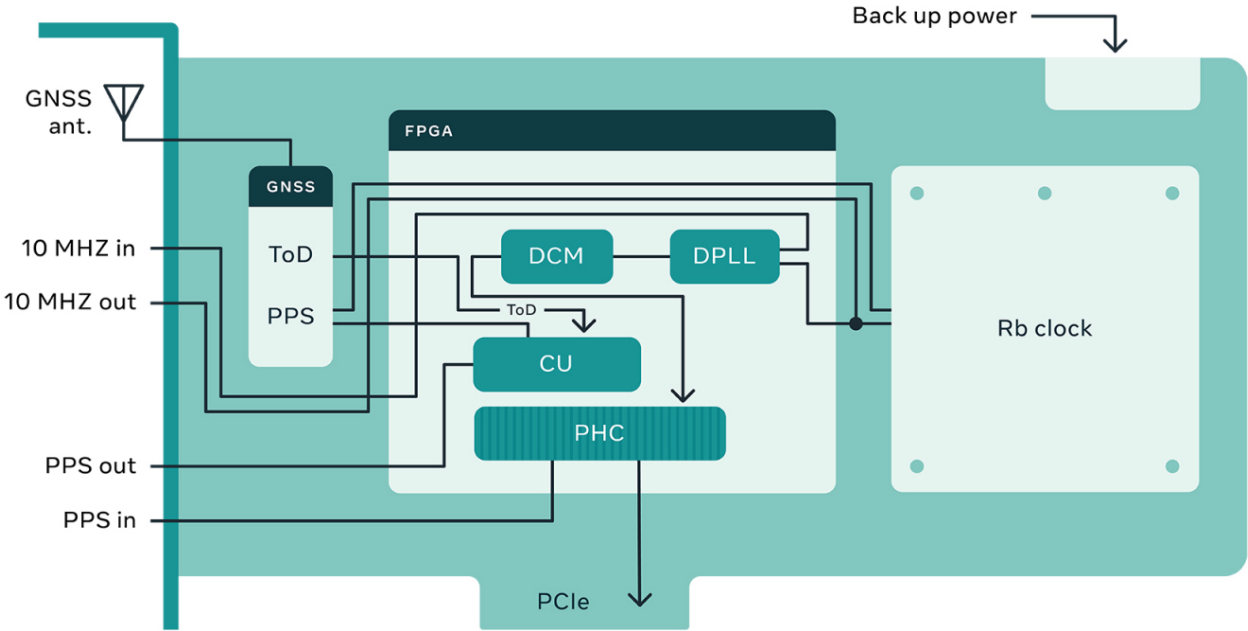 Back up power
GNSS
ant.
FPGA
GNSS
10 MHZ in
ToD
DCM
DPLL
10 MHZ out
PPS
ToD
Rb clock
CU
PHC
PPS out
PPS in
PCIe